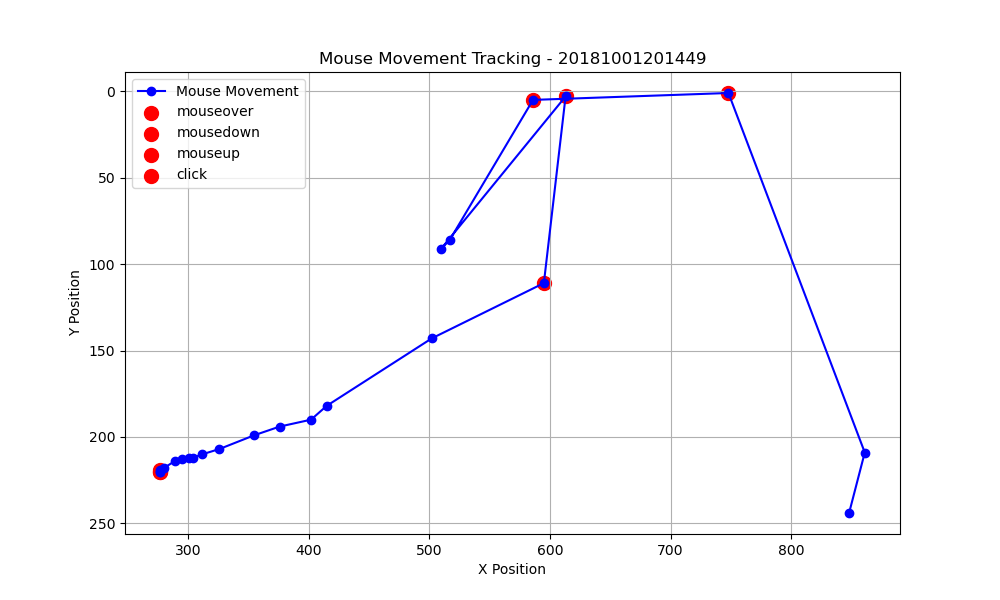 Mouse Movement Tracking - 20181001201449
Mouse Movement
mouseover
mousedown
mouseup
click
0
50
100
150
200
250
Y Position
300 400 500 600 700 800
X Position